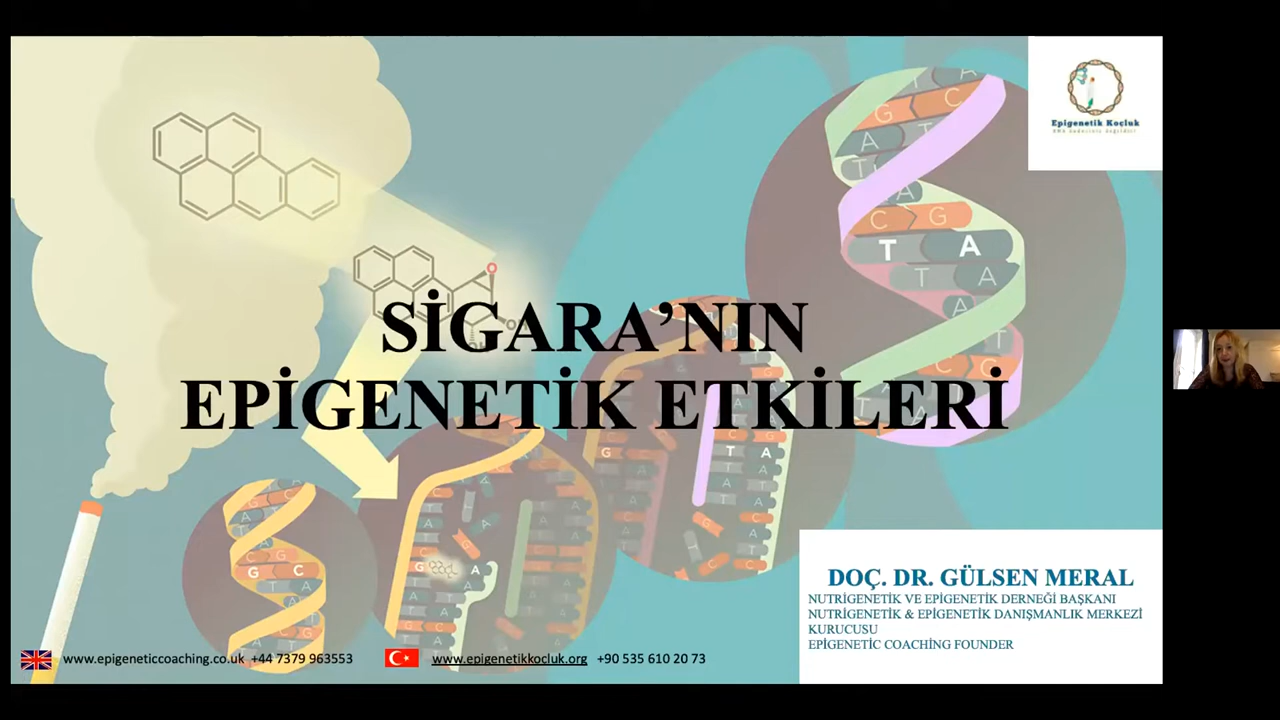 Epigenetik Koçluk
SİGARA'NIN
EPİGENETİK ETKİLERİ
DOÇ. DR. GÜLSEN MERAL
NUTRİGENETİK VE EPİGENETİK DERNEĞİ BAŞKANI
NUTRİGENETİK & EPİGENETİK DANIŞMANLIK MERKEZİ
KURUCUSU
EPİGENETİC COACHİNG FOUNDER
www.epigeneticcoaching.co.uk +44 7379 963553
www.epigenetikkocluk.org +90 535 610 20 73